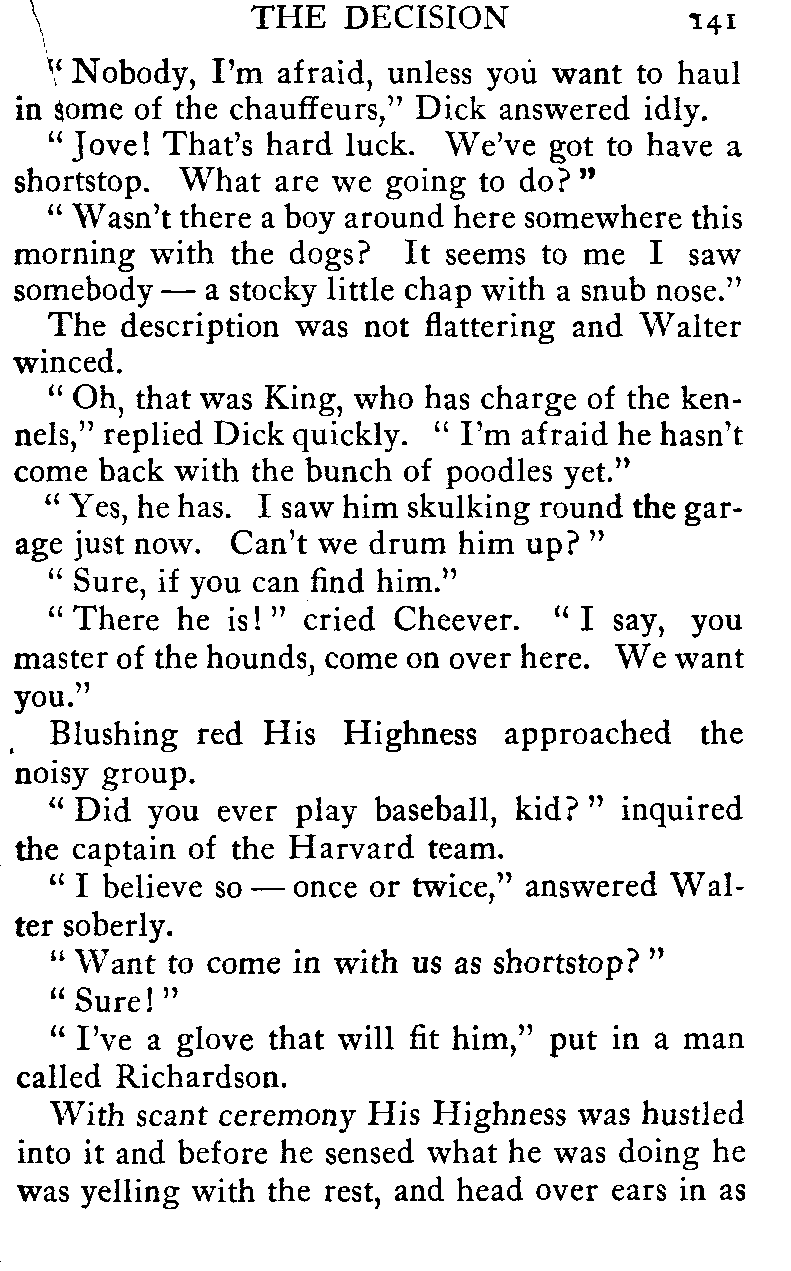 THE DECISION 141
" Nobody, I'm afraid, unless you want to haul
in some of the chauffeurs," Dick answered idly.
" Jove! That's hard luck. We've got to have a
shortstop. What are we going to do? "
" Wasn't there a boy around here somewhere this
morning with the dogs? It seems to me I saw
somebody — a stocky little chap with a snub nose."
The description was not flattering and Walter
winced.
" Oh, that was King, who has charge of the ken-
nels," replied Dick quickly. " I'm afraid he hasn't
come back with the bunch of poodles yet."
" Yes, he has. I saw him skulking round the gar-
age just now. Can't we drum him up? "
" Sure, if you can find him."
" There he is! " cried Cheever. " I say, you
master of the hounds, come on over here. We want
you."
Blushing red His Highness approached the
noisy group.
" Did you ever play baseball, kid? " inquired
the captain of the Harvard team.
" I believe so — once or twice," answered Wal-
ter soberly.
" Want to come in with us as shortstop? "
" Sure! "
" I've a glove that will fit him," put in a man
called Richardson.
With scant ceremony His Highness was hustled
into it and before he sensed what he was doing he
was yelling with the rest, and head over ears in as